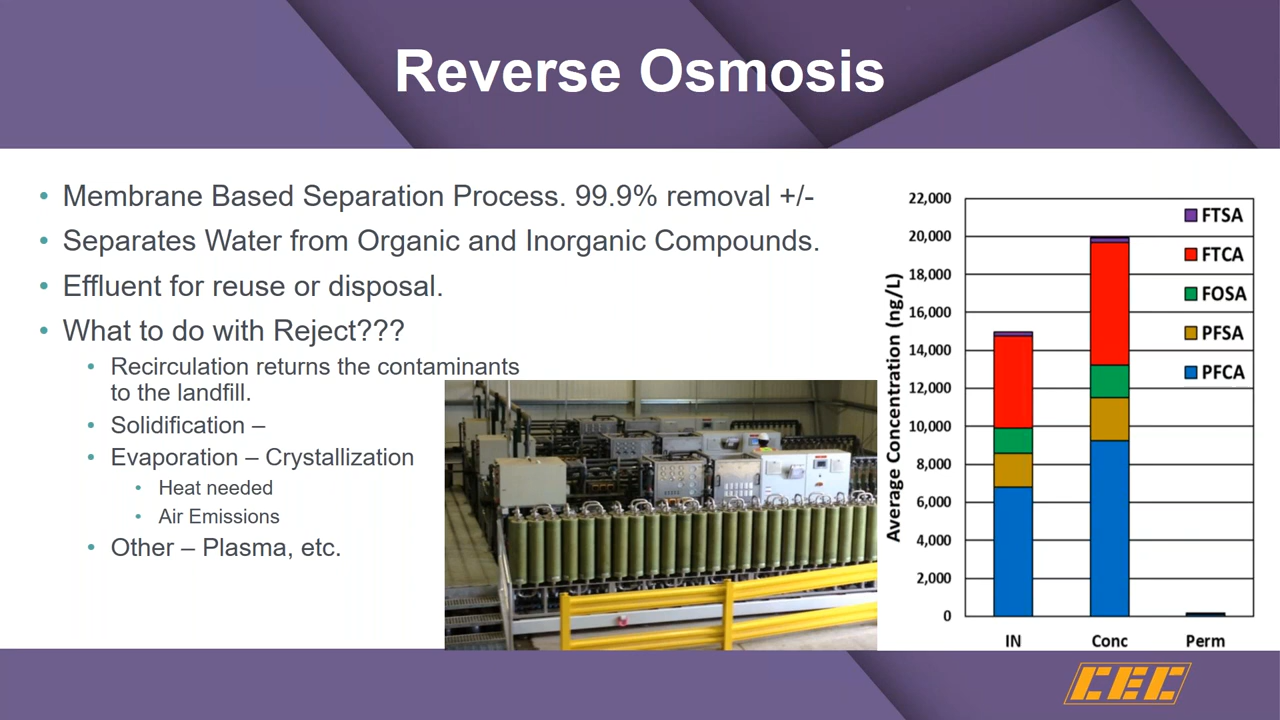 Reverse Osmosis
• Membrane Based Separation Process. 99.9% removal +/-
• Separates Water from Organic and Inorganic Compounds.
• Effluent for reuse or disposal.
• What to do with Reject???
• Recirculation returns the contaminants
to the landfill.
• Solidification –
• Evaporation – Crystallization
• Heat needed
• Air Emissions
• Other – Plasma, etc.
Average Concentration (ng/L)
22,000
20,000
18,000
16,000
14,000
12,000
10,000
8,000
6,000
4,000
2,000
0
FTSA
FTCA
FOSA
PFSA
PFCA
IN Conc Perm
CEC